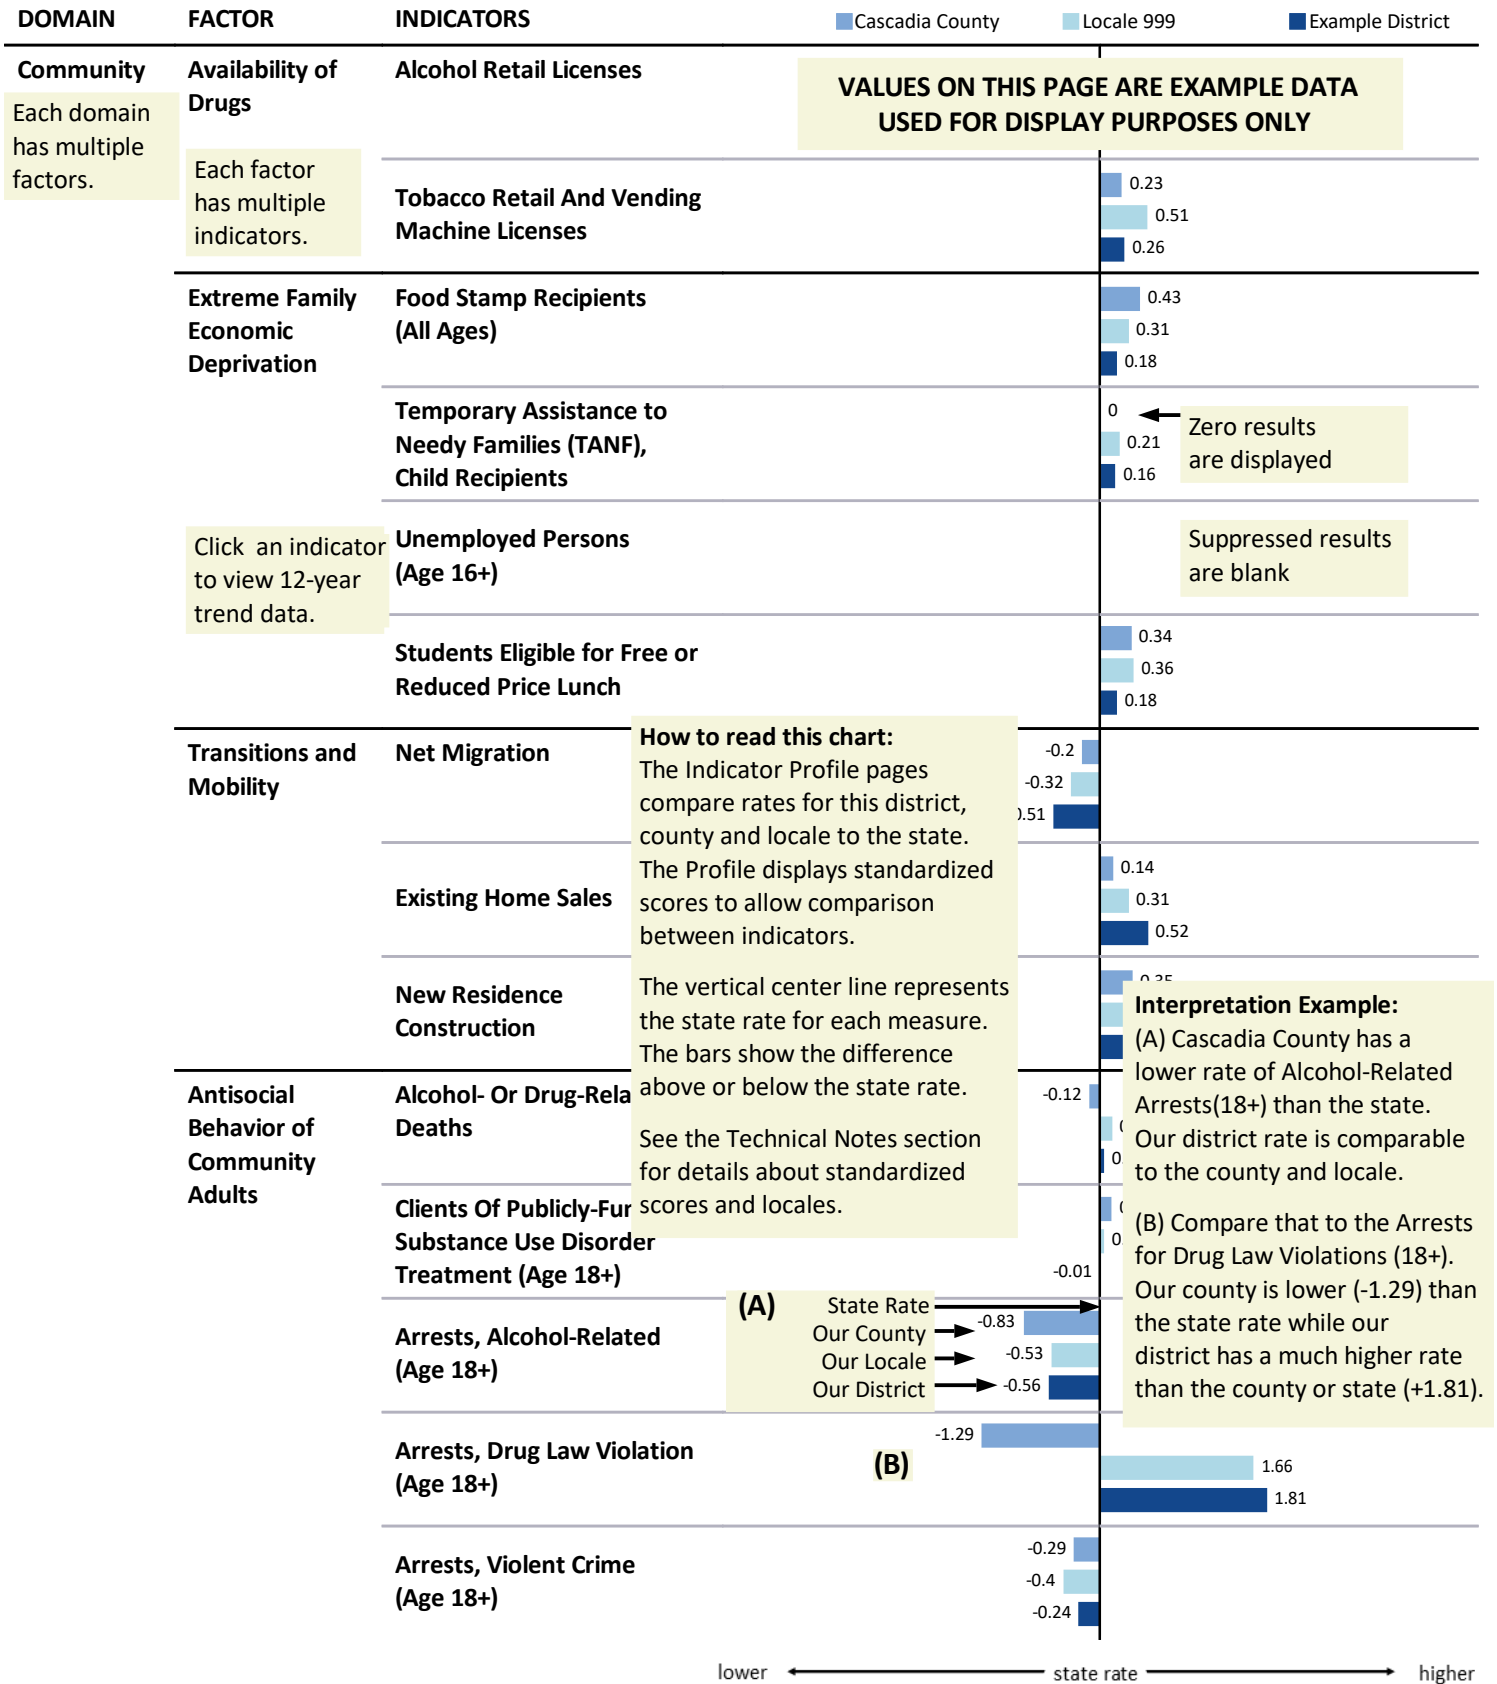 DOMAIN FACTOR INDICATORS Cascadia County Locale 999 Example District
Community
Each domain
has multiple
factors.
Availability of
Drugs
Each factor
has multiple
indicators.
Alcohol Retail Licenses
VALUES ON THIS PAGE ARE EXAMPLE DATA
USED FOR DISPLAY PURPOSES ONLY
Tobacco Retail And Vending
Machine Licenses
0.23
0.51
0.26
Extreme Family
Economic
Deprivation
Food Stamp Recipients
(All Ages)
0.43
0.31
0.18
Temporary Assistance to
Needy Families (TANF),
Child Recipients
0
0.21
0.16
Zero results
are displayed
Click  an indicator
to view 12-year
trend data.
Unemployed Persons
(Age 16+)
Suppressed results
are blank
Students Eligible for Free or
Reduced Price Lunch
0.34
0.36
0.18
Transitions and
Mobility
Net Migration
-0.2
-0.32
.51
How to read this chart:
The Indicator Profile pages
compare rates for this district,
county and locale to the state.
The Profile displays standardized
scores to allow comparison
between indicators.
The vertical center line represents
the state rate for each measure.
The bars show the difference
above or below the state rate.
See the Technical Notes section
for details about standardized
scores and locales.
Existing Home Sales
0.14
0.31
0.52
New Residence
Construction
Interpretation Example:
(A) Cascadia County has a
lower rate of Alcohol-Related
Arrests(18+) than the state.
Our district rate is comparable
to the county and locale.
(B) Compare that to the Arrests
for Drug Law Violations (18+).
Our county is lower (-1.29) than
the state rate while our
district has a much higher rate
than the county or state (+1.81).
Antisocial
Behavior of
Community
Adults
Alcohol- Or Drug-Rela
Deaths
-0.12
0.
Clients Of Publicly-Fu
Substance Use Disorder
Treatment (Age 18+)
0.
-0.01
Arrests, Alcohol-Related
(Age 18+)
(A) State Rate
Our County -0.83
Our Locale -0.53
Our District -0.56
Arrests, Drug Law Violation
(Age 18+)
(B)
-1.29
1.66
1.81
Arrests, Violent Crime
(Age 18+)
-0.29
-0.4
-0.24
lower state rate higher